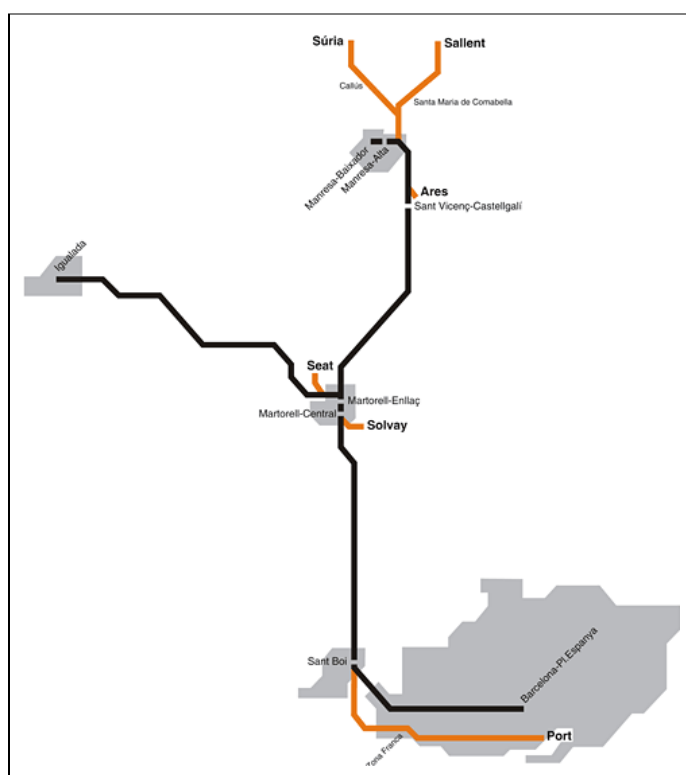 Súria
Sallent
Callús
Santa Maria de Comabella
Manresa-Baixador
Manresa-Alta
Ares
Sant Vicenç-Castellgalí
Igualada
Seat
Martorell-Enllaç
Martorell-Central
Solvay
Sant Boi
Barcelona-Pl.Espanya
Zona Franca
Port